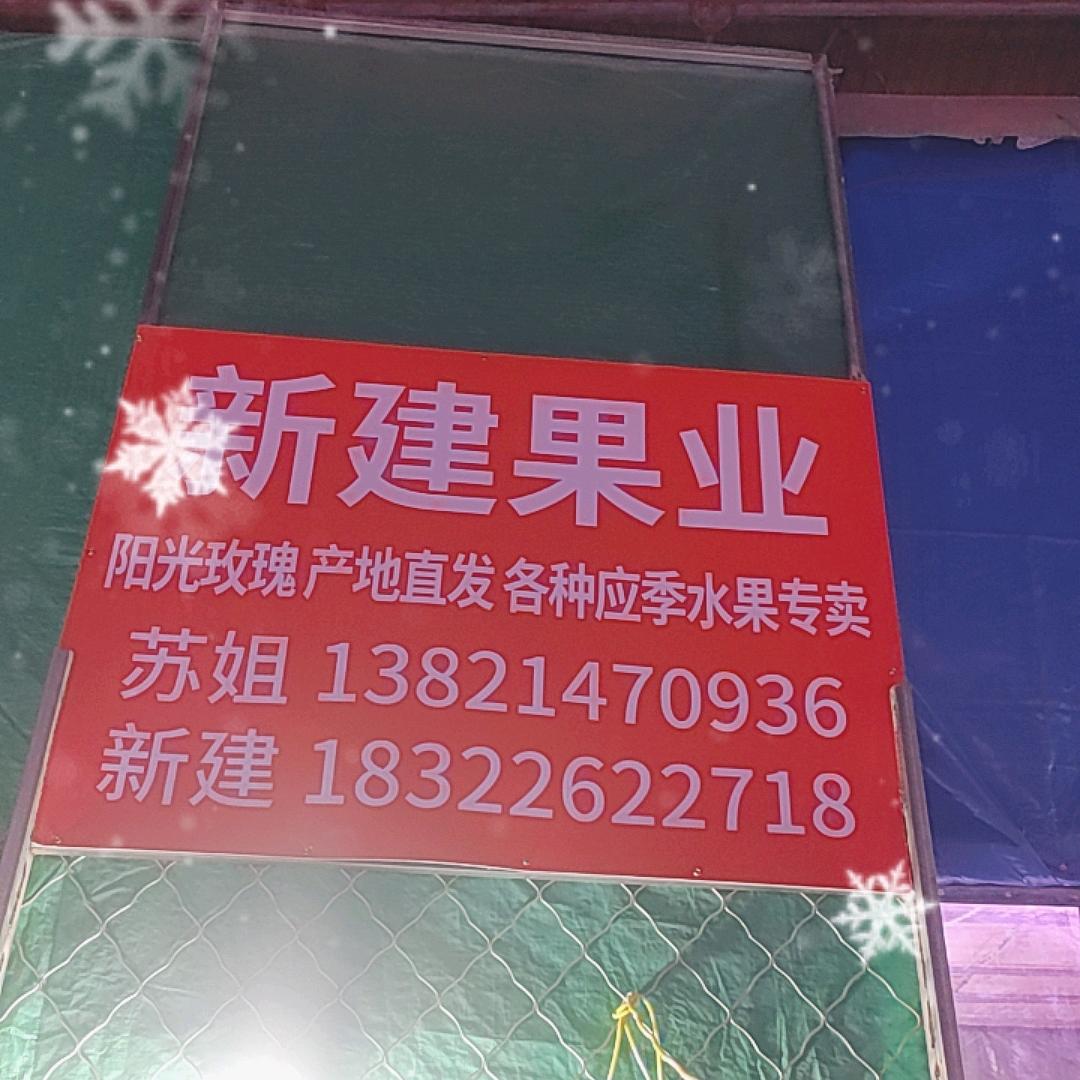 新建果业
阳光玫瑰 产地直发 各种应季水果专卖
苏姐 13821470936
新建 18322622718